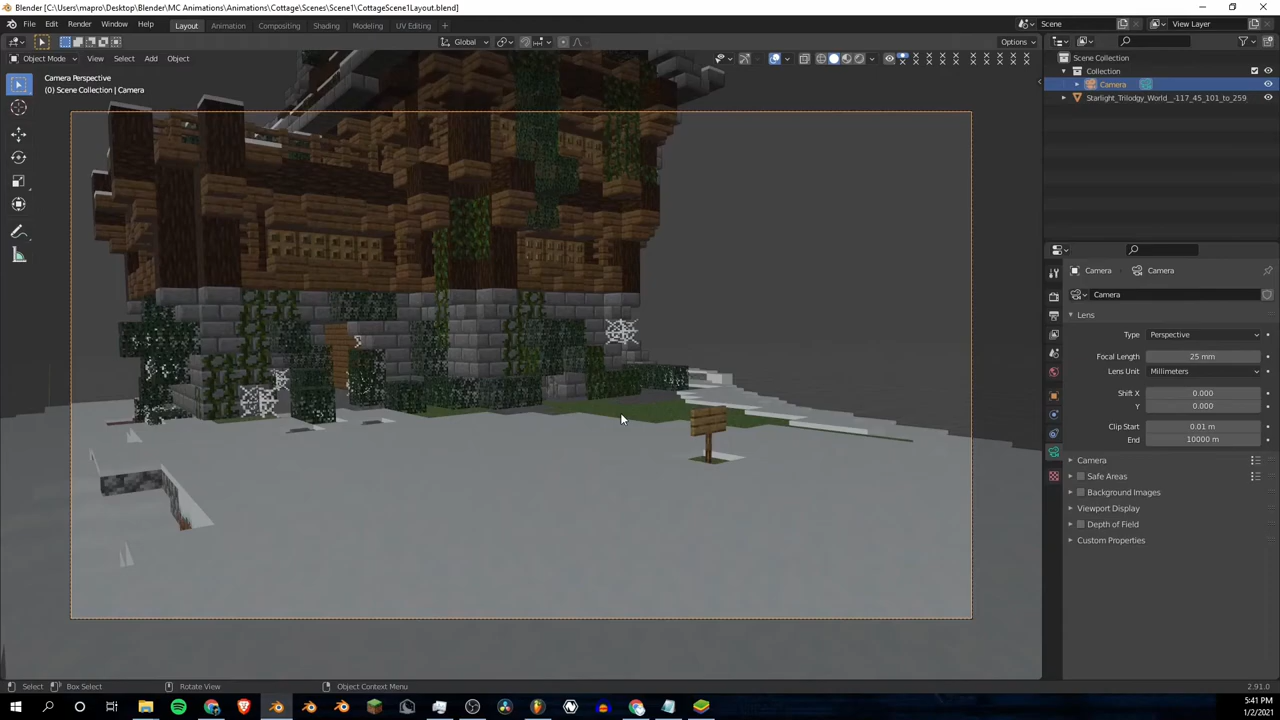 Blender [C:\Users\mapro\Desktop\Blender\MC Animations\Animations\Cottage\Scenes\Scene1\CottageScene1Layout.blend]
File Edit Render Window Help Layout Animation Compositing Shading Modeling UV Editing + Scene View Layer
Global Options
Object Mode View Select Add Object
Camera Perspective
(0) Scene Collection | Camera
Scene Collection
Collection
Camera
Starlight_Trilodgy_World_-117_45_101_to_259
Camera Camera
Camera
Lens
Type Perspective
Focal Length 25 mm
Lens Unit Millimeters
Shift X 0.000
Y 0.000
Clip Start 0.01 m
End 10000 m
Camera
Safe Areas
Background Images
Viewport Display
Depth of Field
Custom Properties
Select Box Select Rotate View Object Context Menu 2.91.0
5:41 PM
1/2/2021